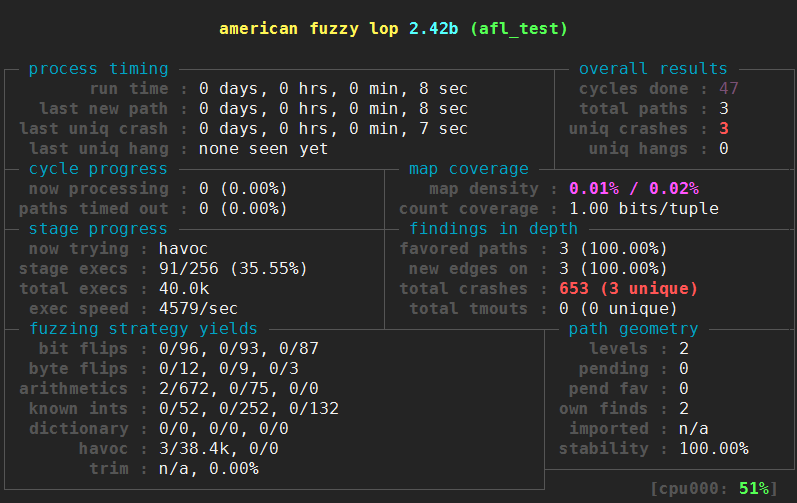 american fuzzy lop 2.42b (afl_test)
process timing overall results
run time : 0 days, 0 hrs, 0 min, 8 sec cycles done : 47
last new path : 0 days, 0 hrs, 0 min, 8 sec total paths : 3
last uniq crash : 0 days, 0 hrs, 0 min, 7 sec uniq crashes : 3
last uniq hang : none seen yet uniq hangs : 0
cycle progress map coverage
now processing : 0 (0.00%) map density : 0.01% / 0.02%
paths timed out : 0 (0.00%) count coverage : 1.00 bits/tuple
stage progress findings in depth
now trying : havoc favored paths : 3 (100.00%)
stage execs : 91/256 (35.55%) new edges on : 3 (100.00%)
total execs : 40.0k total crashes : 653 (3 unique)
exec speed : 4579/sec total tmouts : 0 (0 unique)
fuzzing strategy yields path geometry
bit flips : 0/96, 0/93, 0/87 levels : 2
byte flips : 0/12, 0/9, 0/3 pending : 0
arithmetics : 2/672, 0/75, 0/0 pend fav : 0
known ints : 0/52, 0/252, 0/132 own finds : 2
dictionary : 0/0, 0/0, 0/0 imported : n/a
havoc : 3/38.4k, 0/0 stability : 100.00%
trim : n/a, 0.00%
[cpu000: 51%]